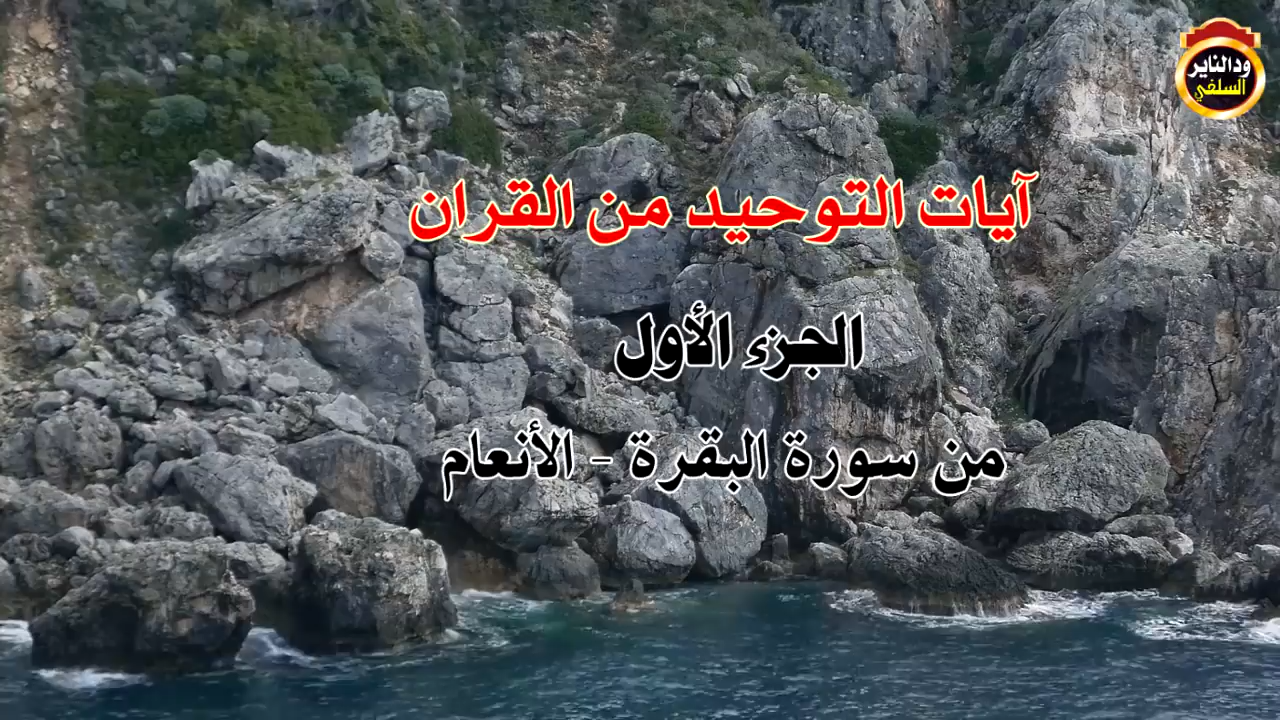 ودالناير
السلفي
آيات التوحيد من القران
الجزء الأول
من سورة البقرة - الأنعام